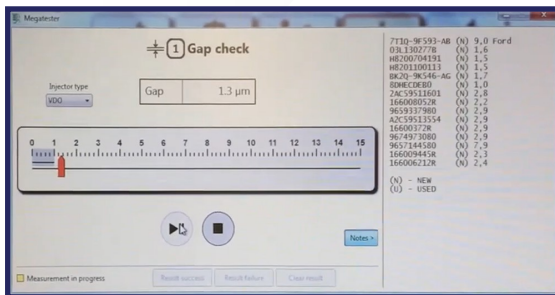 Megatester
1 Gap check
Injector type
VDO
Gap 1.3 µm
0 1 2 3 4 5 6 7 8 9 10 11 12 13 14 15
Notes >
Measurement in progress
Result success Result failure Clear result
7T1Q-9F593-AB (N) 9,0 Ford
03L130277B (N) 1,6
H8200704191 (N) 1,5
H8201100113 (N) 1,5
BK2Q-9K546-AG (N) 1,7
8DHECDEB0 (N) 1,0
2AC59511601 (N) 2,8
166008052R (N) 2,2
9659337980 (N) 2,9
A2C59513554 (N) 2,9
16600372R (N) 2,9
9674973080 (N) 2,9
9657144580 (N) 7,9
166009445R (N) 2,3
166006212R (N) 2,4
(N) - NEW
(U) - USED